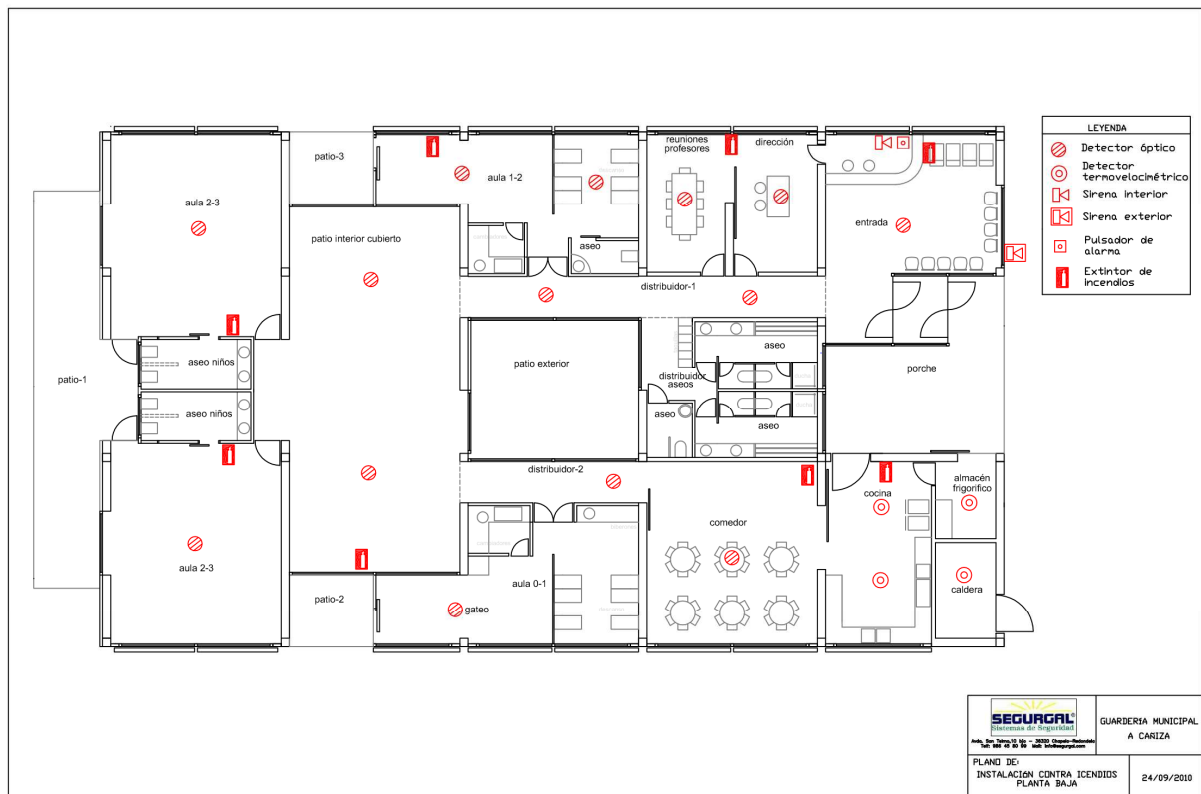 reuniones
profesores
dirección
patio-3
aula 1-2
aula 2-3
entrada
patio interior cubierto
aseo
distribuidor-1
aseo
aseo niños
patio exterior
distribuidor
aseos
porche
patio-1
aseo niños
aseo
aseo
distribuidor-2
cocina
almacén
frigorifico
comedor
aula 2-3
aula 0-1
caldera
patio-2
gateo
LEYENDA
Detector óptico
Detector
termovelocimétrico
Sirena interior
Sirena exterior
Pulsador de
alarma
Extintor de
incendios
SEGURGAL
Sistemas de Seguridad
GUARDERIA MUNICIPAL
A CAÑIZA
PLANO DE:
INSTALACIÓN CONTRA ICENDIOS
PLANTA BAJA
24/09/2010